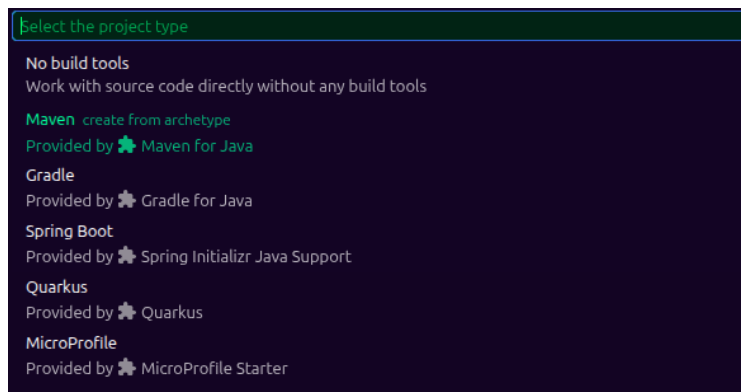 Select the project type
No build tools
Work with source code directly without any build tools
Maven create from archetype
Provided by Maven for Java
Gradle
Provided by Gradle for Java
Spring Boot
Provided by Spring Initializr Java Support
Quarkus
Provided by Quarkus
MicroProfile
Provided by MicroProfile Starter